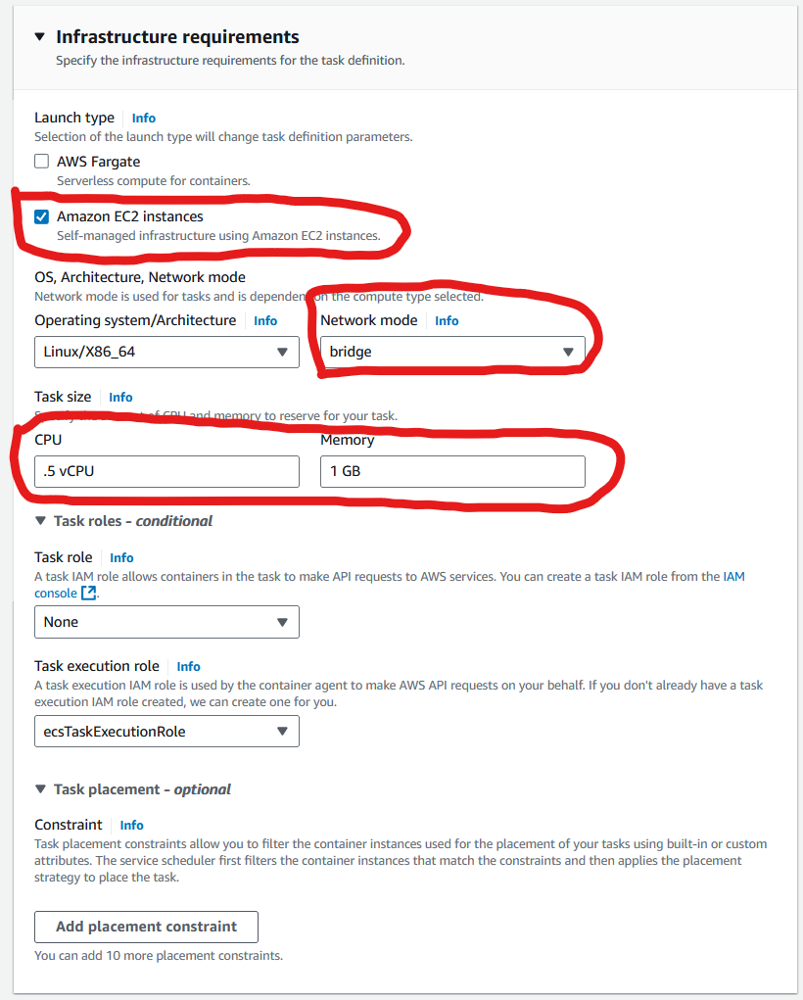 Infrastructure requirements
Specify the infrastructure requirements for the task definition.
Launch type Info
Selection of the launch type will change task definition parameters.
AWS Fargate
Serverless compute for containers.
Amazon EC2 instances
Self-managed infrastructure using Amazon EC2 instances.
OS, Architecture, Network mode
Network mode is used for tasks and is dependent on the compute type selected.
Operating system/Architecture Info
Network mode Info
Linux/X86_64
bridge
Task size Info
of CPU and memory to reserve for your task.
CPU
Memory
.5 vCPU
1 GB
Task roles - conditional
Task role Info
A task IAM role allows containers in the task to make API requests to AWS services. You can create a task IAM role from the IAM
console .
None
Task execution role Info
A task execution IAM role is used by the container agent to make AWS API requests on your behalf. If you don't already have a task
execution IAM role created, we can create one for you.
ecsTaskExecutionRole
Task placement - optional
Constraint Info
Task placement constraints allow you to filter the container instances used for the placement of your tasks using built-in or custom
attributes. The service scheduler first filters the container instances that match the constraints and then applies the placement
strategy to place the task.
Add placement constraint
You can add 10 more placement constraints.